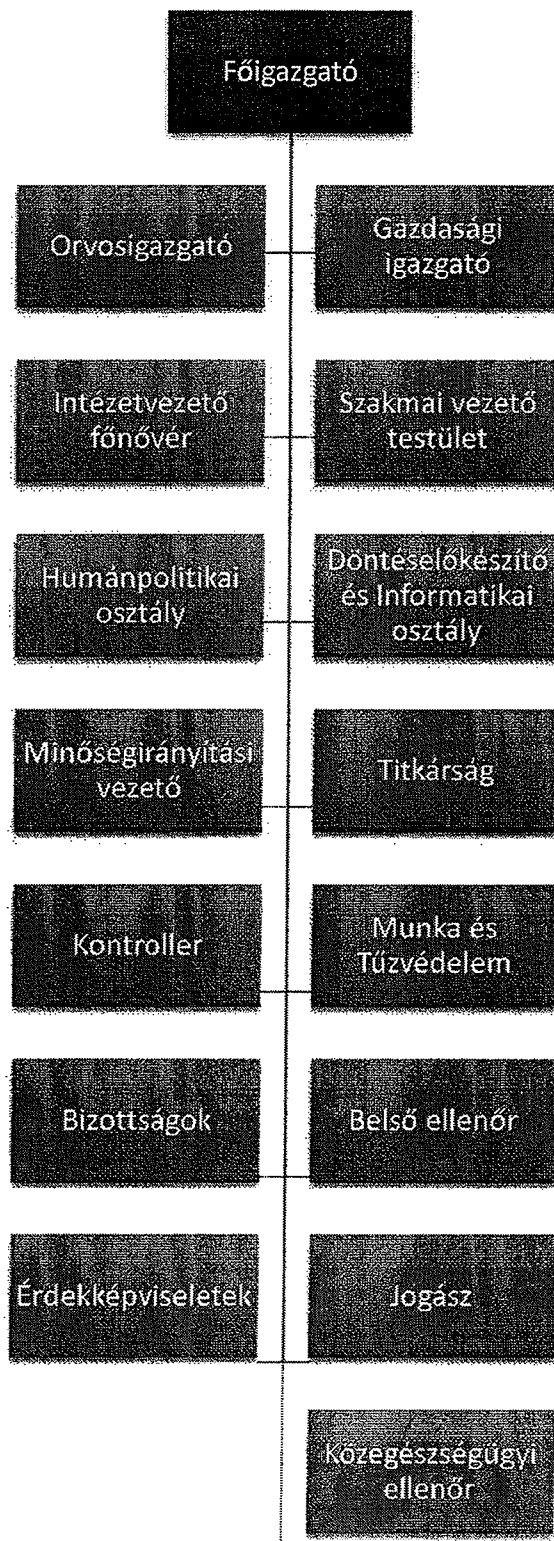 Főigazgató
Orvosigazgató
Gazdasági
igazgató
Intézetvezető
főnővér
Szakmai vezető
testület
Humánpolitikai
osztály
Döntéselőkészítő
és Informatikai
osztály
Minőségirányítási
vezető
Titkárság
Kontroller
Munka és
Tűzvédelem
Bizottságok
Belső ellenőr
Érdekképviseletek
Jogász
Közegészségügyi
ellenőr